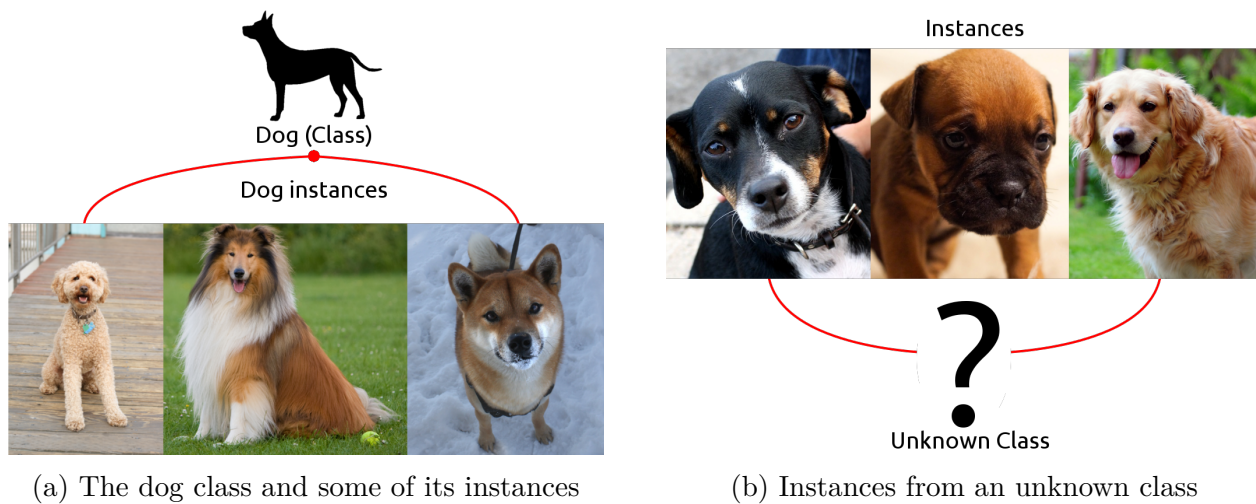 Dog (Class)
Dog instances
(a) The dog class and some of its instances
Instances
?
Unknown Class
(b) Instances from an unknown class